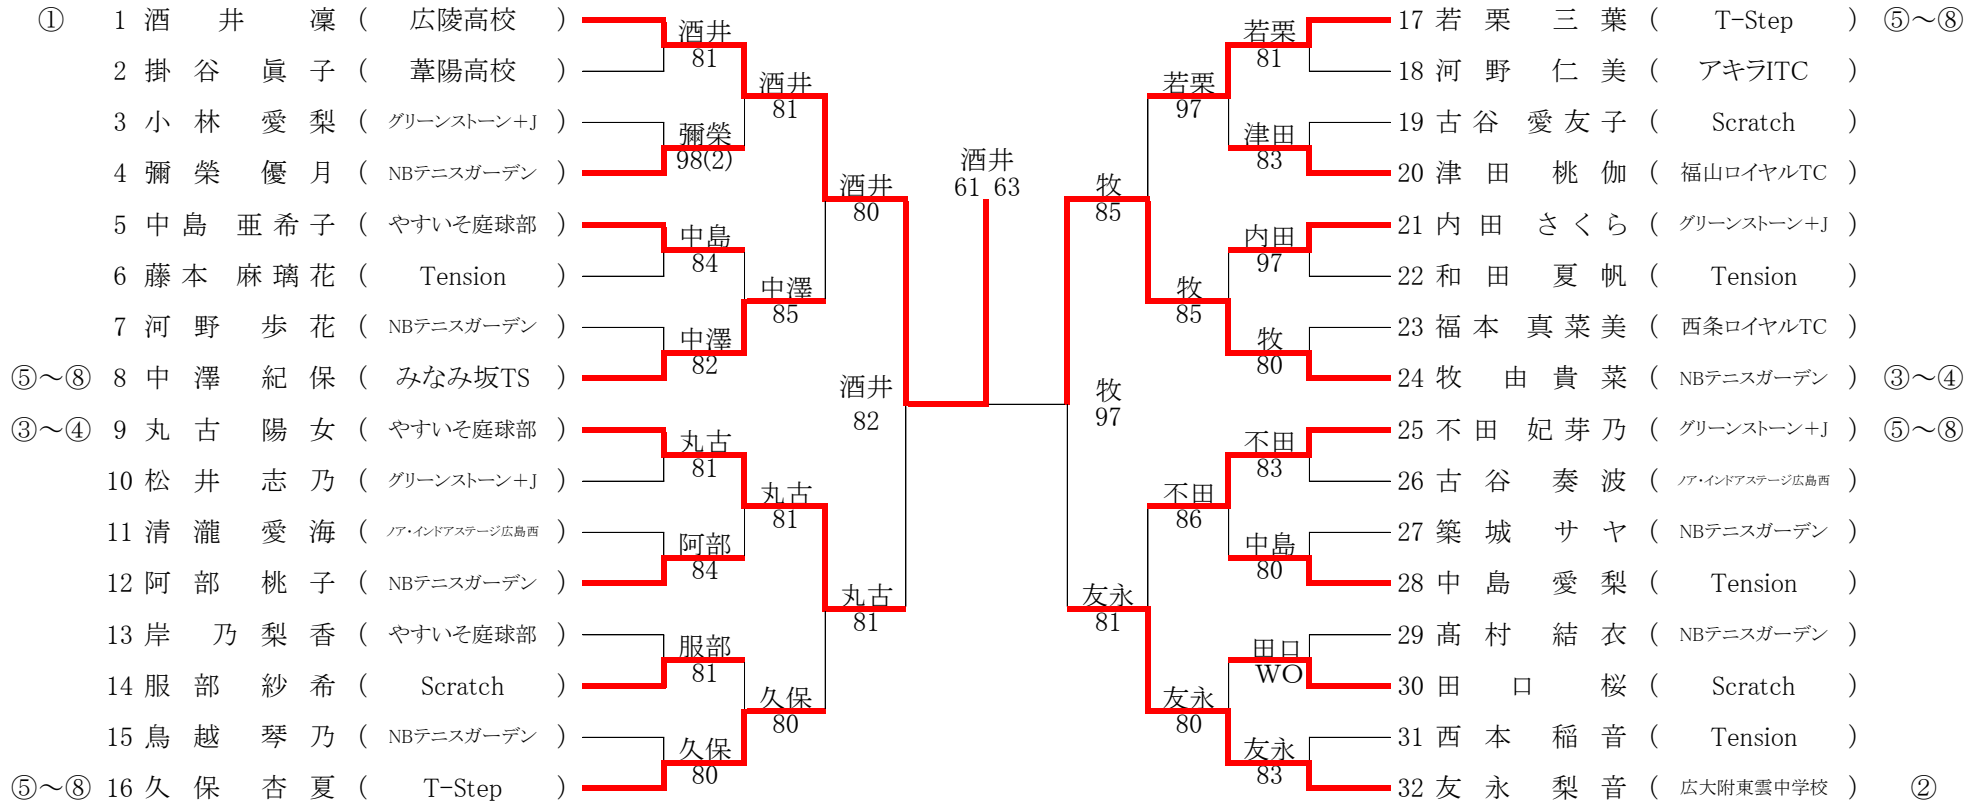 ① 1 酒井 凜 ( 広陵高校 )
酒井
81
2 掛谷 眞子 ( 葦陽高校 )
酒井
81
3 小林 愛梨 ( グリーンストーン+J )
彌榮
98(2)
4 彌榮 優月 ( NBテニスガーデン )
酒井
80
5 中島 亜希子 ( やすいそ庭球部 )
中島
84
6 藤本 麻璃花 ( Tension )
中澤
85
7 河野 歩花 ( NBテニスガーデン )
中澤
82
⑤～⑧ 8 中澤 紀保 ( みなみ坂TS )
酒井
82
③～④ 9 丸古 陽女 ( やすいそ庭球部 )
丸古
81
10 松井 志乃 ( グリーンストーン+J )
丸古
81
11 清瀧 愛海 ( ノア・インドアステージ広島西 )
阿部
84
12 阿部 桃子 ( NBテニスガーデン )
丸古
81
13 岸 乃梨香 ( やすいそ庭球部 )
服部
81
14 服部 紗希 ( Scratch )
久保
80
15 鳥越 琴乃 ( NBテニスガーデン )
久保
80
⑤～⑧ 16 久保 杏夏 ( T-Step )
酒井
61 63
17 若栗 三葉 ( T-Step ) ⑤～⑧
若栗
81
18 河野 仁美 ( アキラITC )
若栗
97
19 古谷 愛友子 ( Scratch )
津田
83
20 津田 桃伽 ( 福山ロイヤルTC )
牧
85
21 内田 さくら ( グリーンストーン+J )
内田
97
22 和田 夏帆 ( Tension )
牧
85
23 福本 真菜美 ( 西条ロイヤルTC )
牧
80
24 牧 由貴菜 ( NBテニスガーデン ) ③～④
牧
97
25 不田 妃芽乃 ( グリーンストーン+J ) ⑤～⑧
不田
83
26 古谷 奏波 ( ノア・インドアステージ広島西 )
不田
86
27 築城 サヤ ( NBテニスガーデン )
中島
80
28 中島 愛梨 ( Tension )
友永
81
29 髙村 結衣 ( NBテニスガーデン )
田口
WO
30 田口 桜 ( Scratch )
友永
80
31 西本 稲音 ( Tension )
友永
83
32 友永 梨音 ( 広大附東雲中学校 ) ②